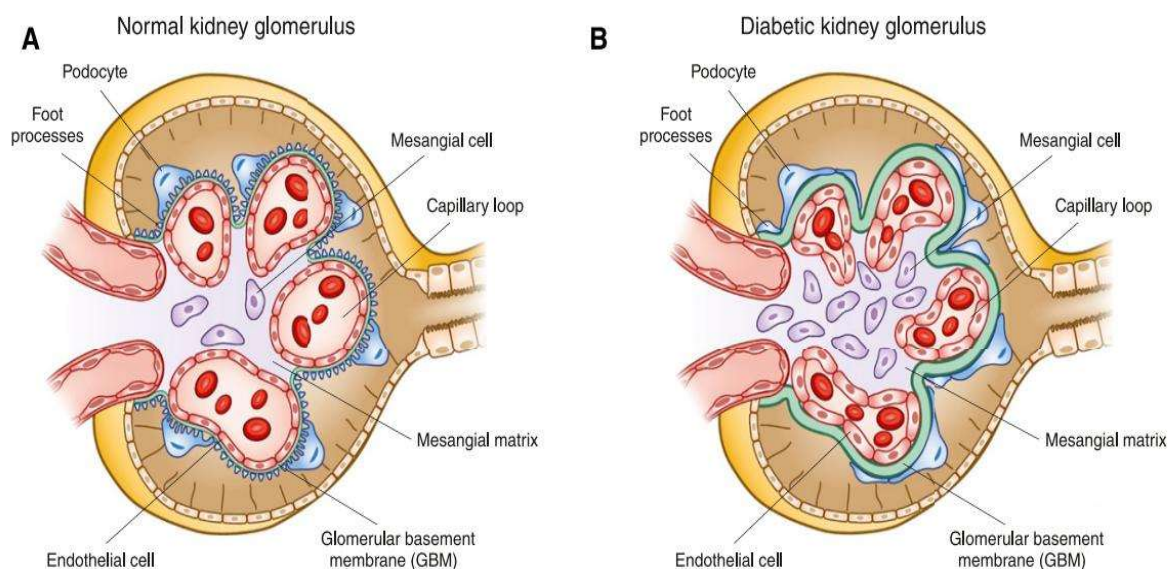 A
Normal kidney glomerulus
Podocyte
Foot
processes
Mesangial cell
Capillary loop
Mesangial matrix
Glomerular basement
membrane (GBM)
Endothelial cell
B
Diabetic kidney glomerulus
Podocyte
Foot
processes
Mesangial cell
Capillary loop
Mesangial matrix
Glomerular basement
membrane (GBM)
Endothelial cell